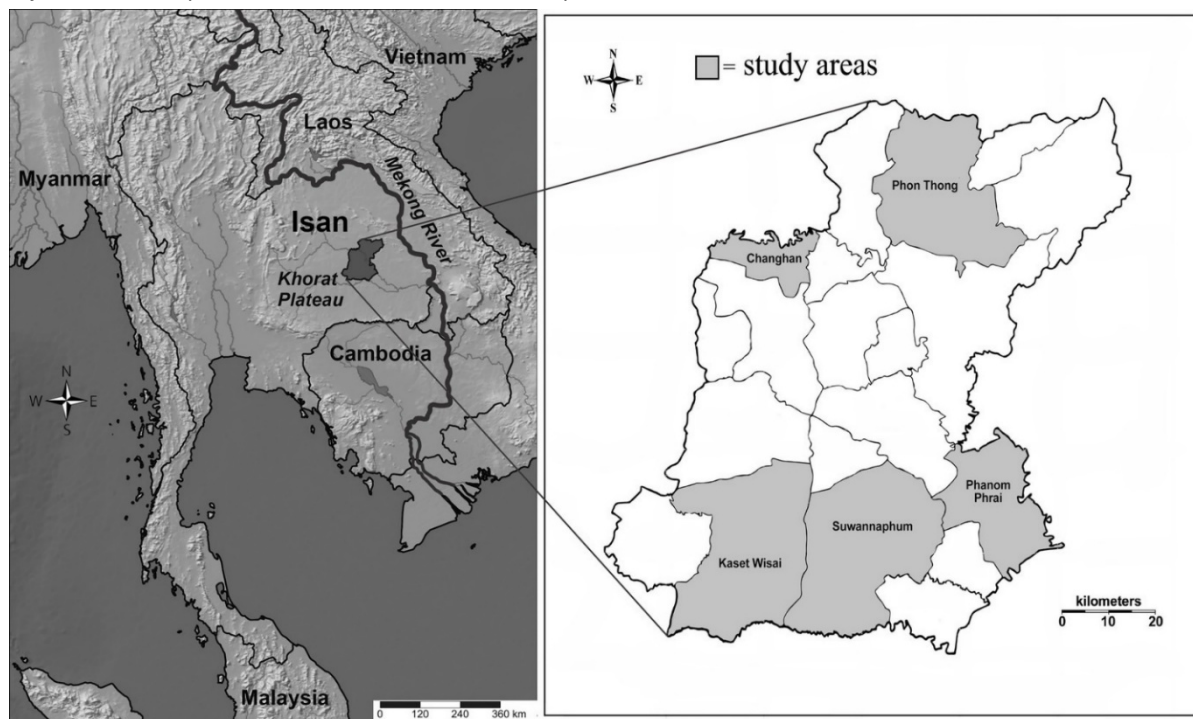 Vietnam
Laos
Myanmar
Mekong River
Isan
Khorat
Plateau
Cambodia
N
W E
S
Malaysia
0 120 240 360 km
N
W E
S
= study areas
Phon Thong
Changhan
Phanom
Phrai
Suwannaphum
Kaset Wisai
kilometers
0 10 20